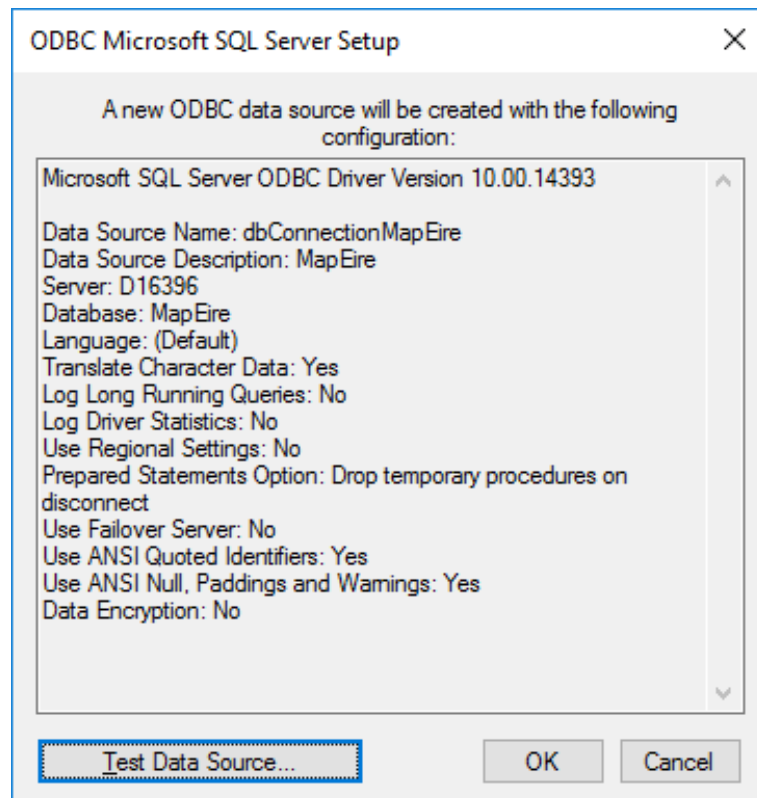 ODBC Microsoft SQL Server Setup
A new ODBC data source will be created with the following
configuration:
Microsoft SQL Server ODBC Driver Version 10.00.14393
Data Source Name: dbConnectionMapEire
Data Source Description: MapEire
Server: D16396
Database: MapEire
Language: (Default)
Translate Character Data: Yes
Log Long Running Queries: No
Log Driver Statistics: No
Use Regional Settings: No
Prepared Statements Option: Drop temporary procedures on
disconnect
Use Failover Server: No
Use ANSI Quoted Identifiers: Yes
Use ANSI Null, Paddings and Warnings: Yes
Data Encryption: No
Test Data Source... OK Cancel